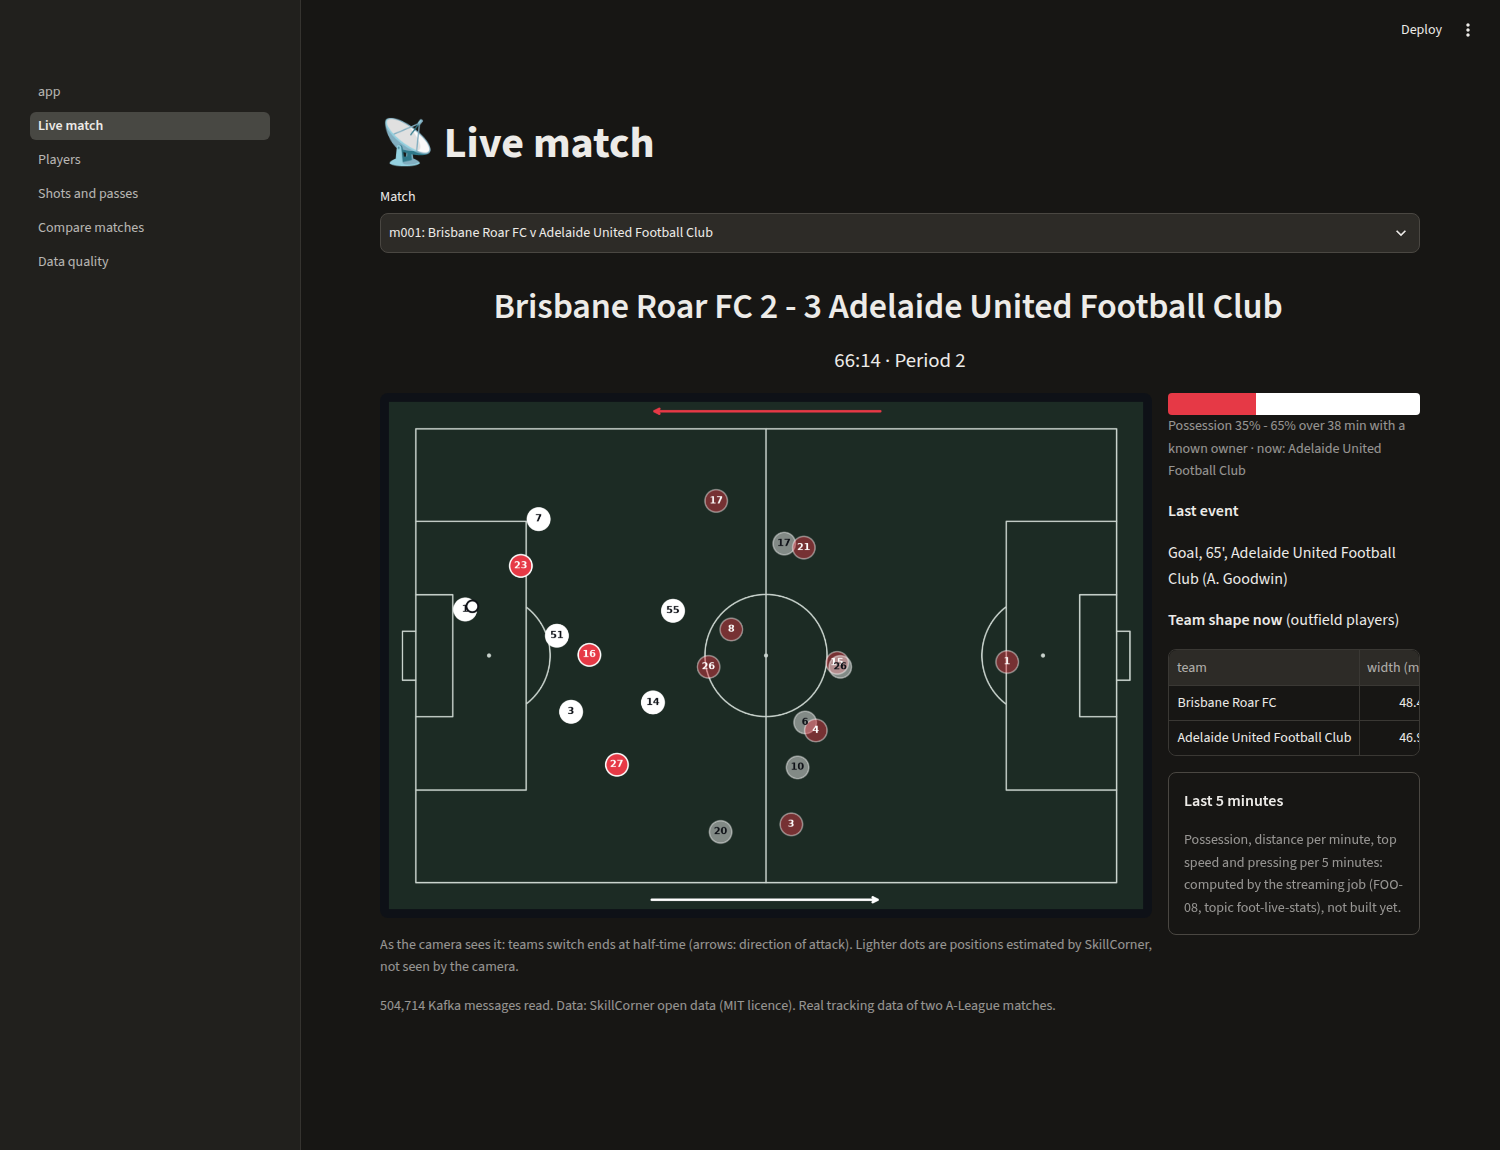 Deploy
app
Live match
Players
Shots and passes
Compare matches
Data quality
Live match
Match
m001: Brisbane Roar FC v Adelaide United Football Club
Brisbane Roar FC 2 - 3 Adelaide United Football Club
66:14 · Period 2
17
7
17
21
23
55
8
51
16
26
26
1
14
3
6
4
27
10
3
20
Possession 35% - 65% over 38 min with a
known owner · now: Adelaide United
Football Club
Last event
Goal, 65', Adelaide United Football
Club (A. Goodwin)
Team shape now (outfield players)
team width (m
Brisbane Roar FC 48.4
Adelaide United Football Club 46.9
Last 5 minutes
Possession, distance per minute, top
speed and pressing per 5 minutes:
computed by the streaming job (FOO-
08, topic foot-live-stats), not built yet.
As the camera sees it: teams switch ends at half-time (arrows: direction of attack). Lighter dots are positions estimated by SkillCorner,
not seen by the camera.
504,714 Kafka messages read. Data: SkillCorner open data (MIT licence). Real tracking data of two A-League matches.